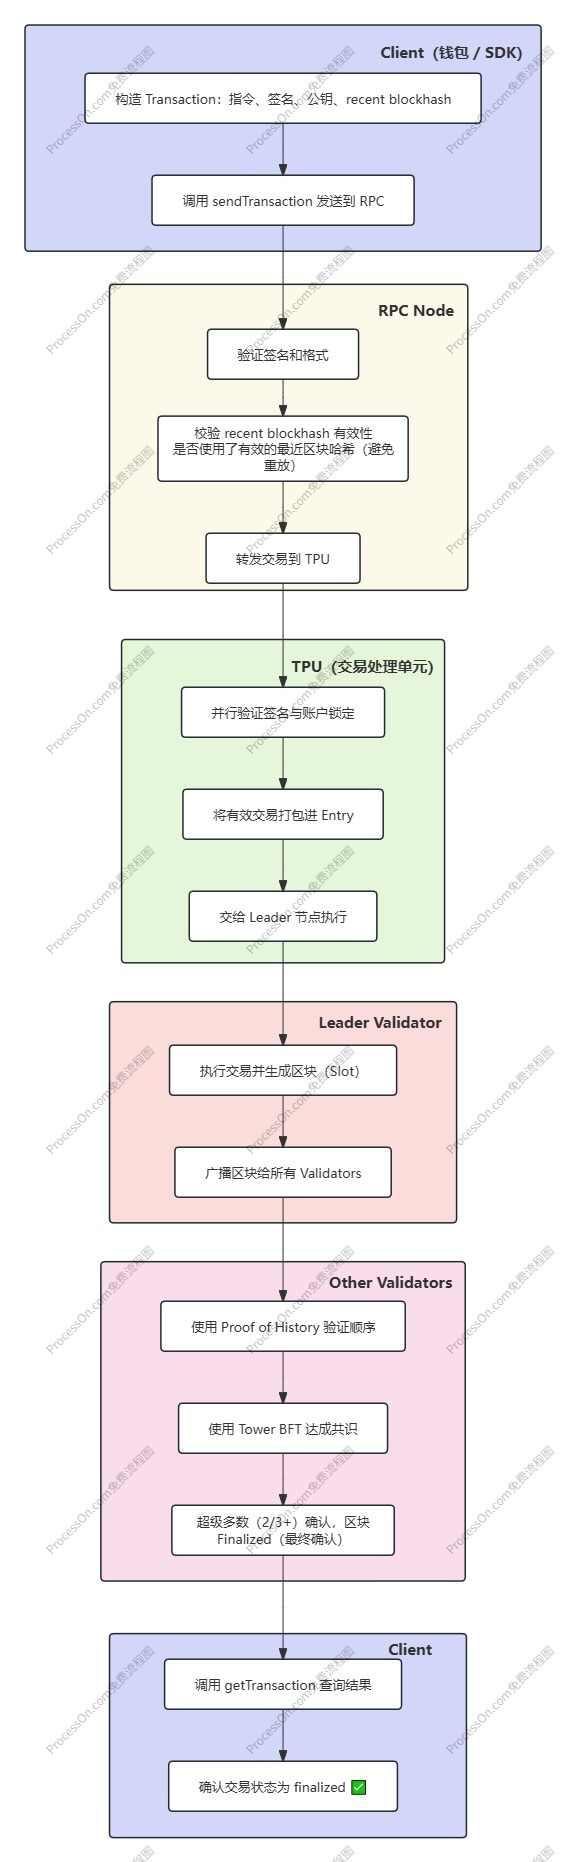 Client（钱包 / SDK）
构造 Transaction：指令、签名、公钥、recent blockhash
调用 sendTransaction 发送到 RPC
RPC Node
验证签名和格式
校验 recent blockhash 有效性
是否使用了有效的最近区块哈希（避免
重放）
转发交易到 TPU
TPU（交易处理单元）
并行验证签名与账户锁定
将有效交易打包进 Entry
交给 Leader 节点执行
Leader Validator
执行交易并生成区块（Slot）
广播区块给所有 Validators
Other Validators
使用 Proof of History 验证顺序
使用 Tower BFT 达成共识
超级多数（2/3+）确认，区块
Finalized（最终确认）
Client
调用 getTransaction 查询结果
确认交易状态为 finalized ✅
ProcessOn.com免费流程图